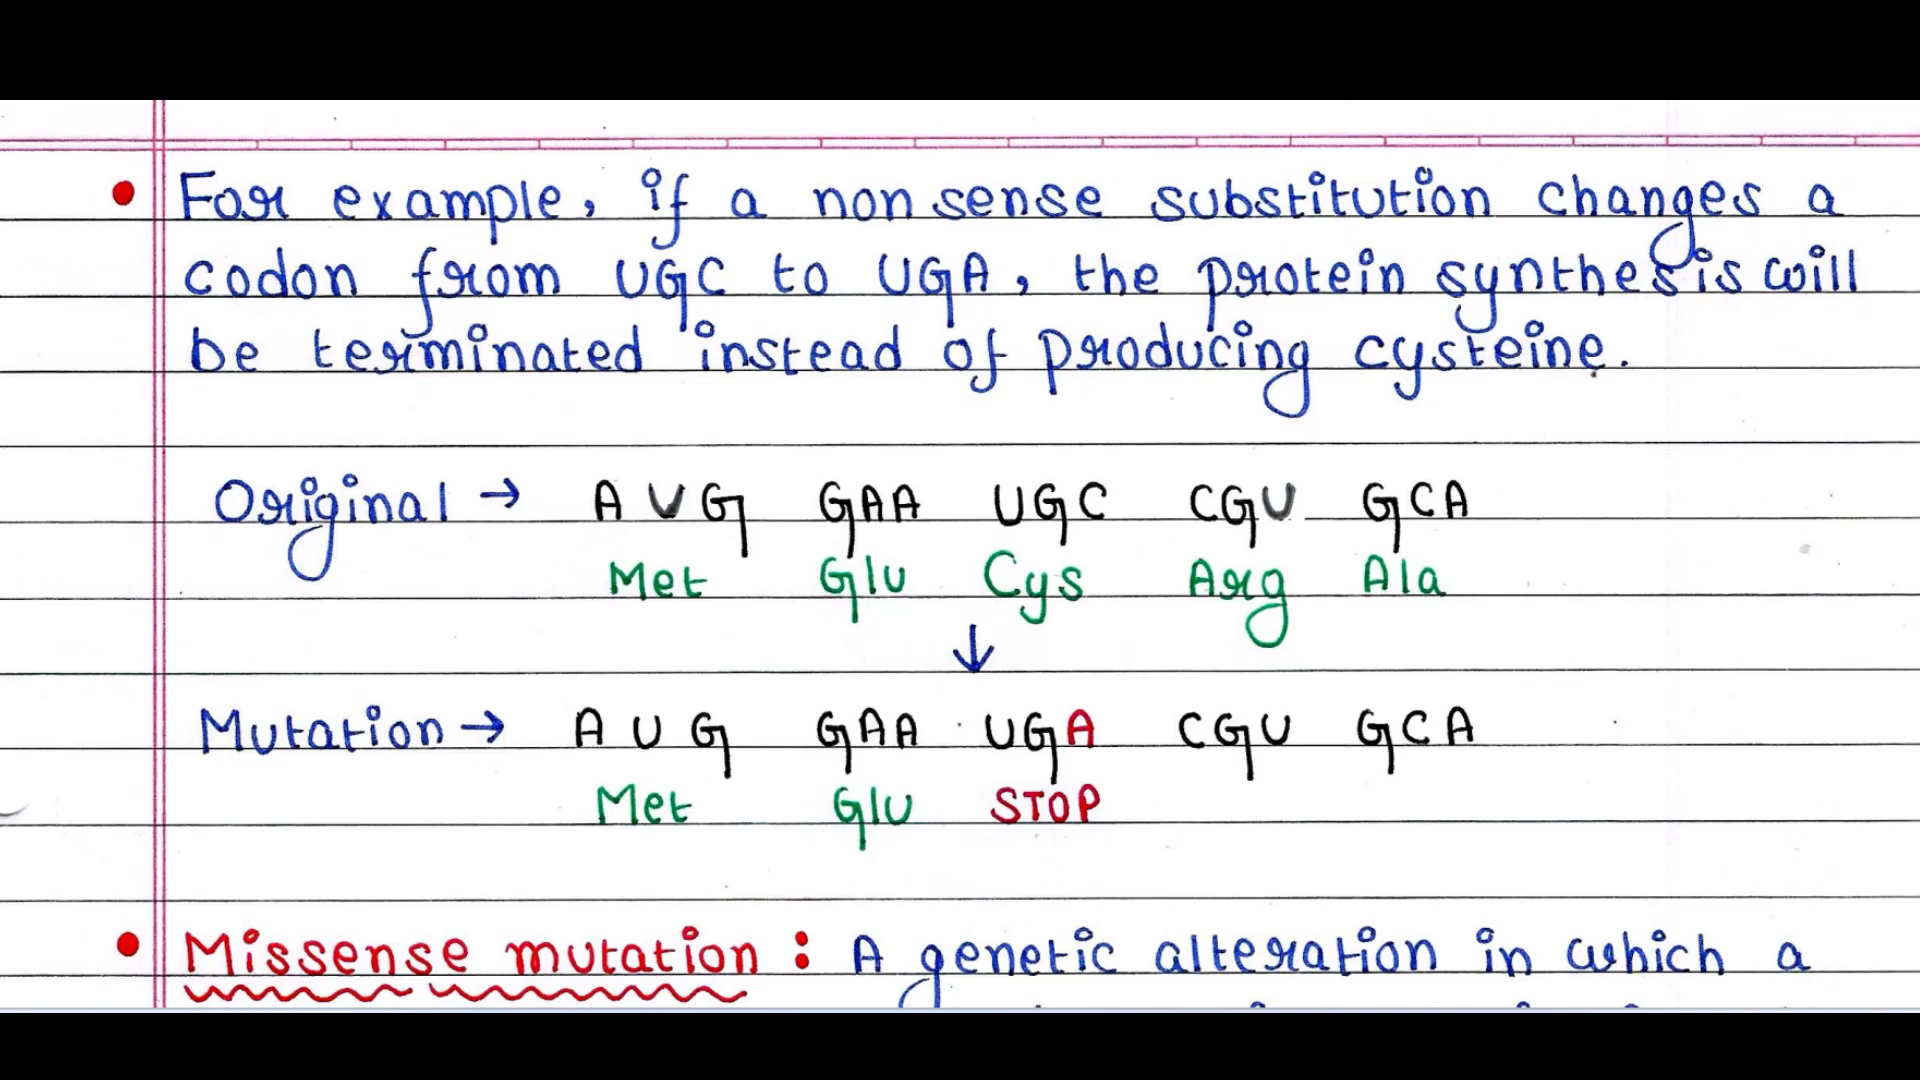 • For example, if a non sense substitution changes a
codon from UGC to UGA, the protein synthesis will
be terminated instead of producing cysteine.
Original → AUG GAA UGC CGU GCA
Met Glu Cys Arg Ala
↓
Mutation → AUG GAA UGA CGU GCA
Met Glu STOP
• Missense mutation : A genetic alteration in which a